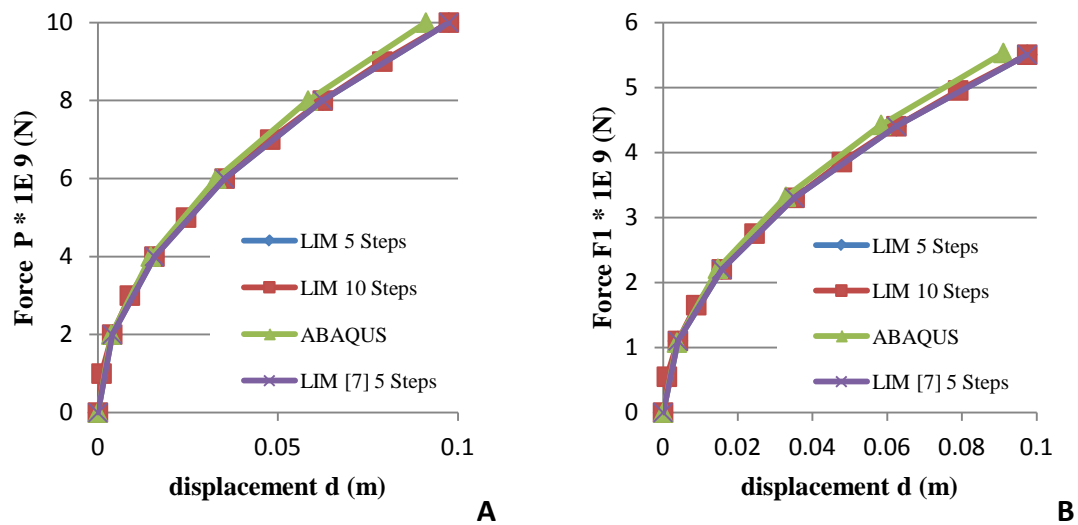 10
8
6
4
2
0
0
0.05
0.1
Force P * 1E 9 (N)
displacement d (m)
LIM 5 Steps
LIM 10 Steps
ABAQUS
LIM [7] 5 Steps
A
6
5
4
3
2
1
0
0
0.02
0.04
0.06
0.08
0.1
Force F1 * 1E 9 (N)
displacement d (m)
LIM 5 Steps
LIM 10 Steps
ABAQUS
LIM [7] 5 Steps
B